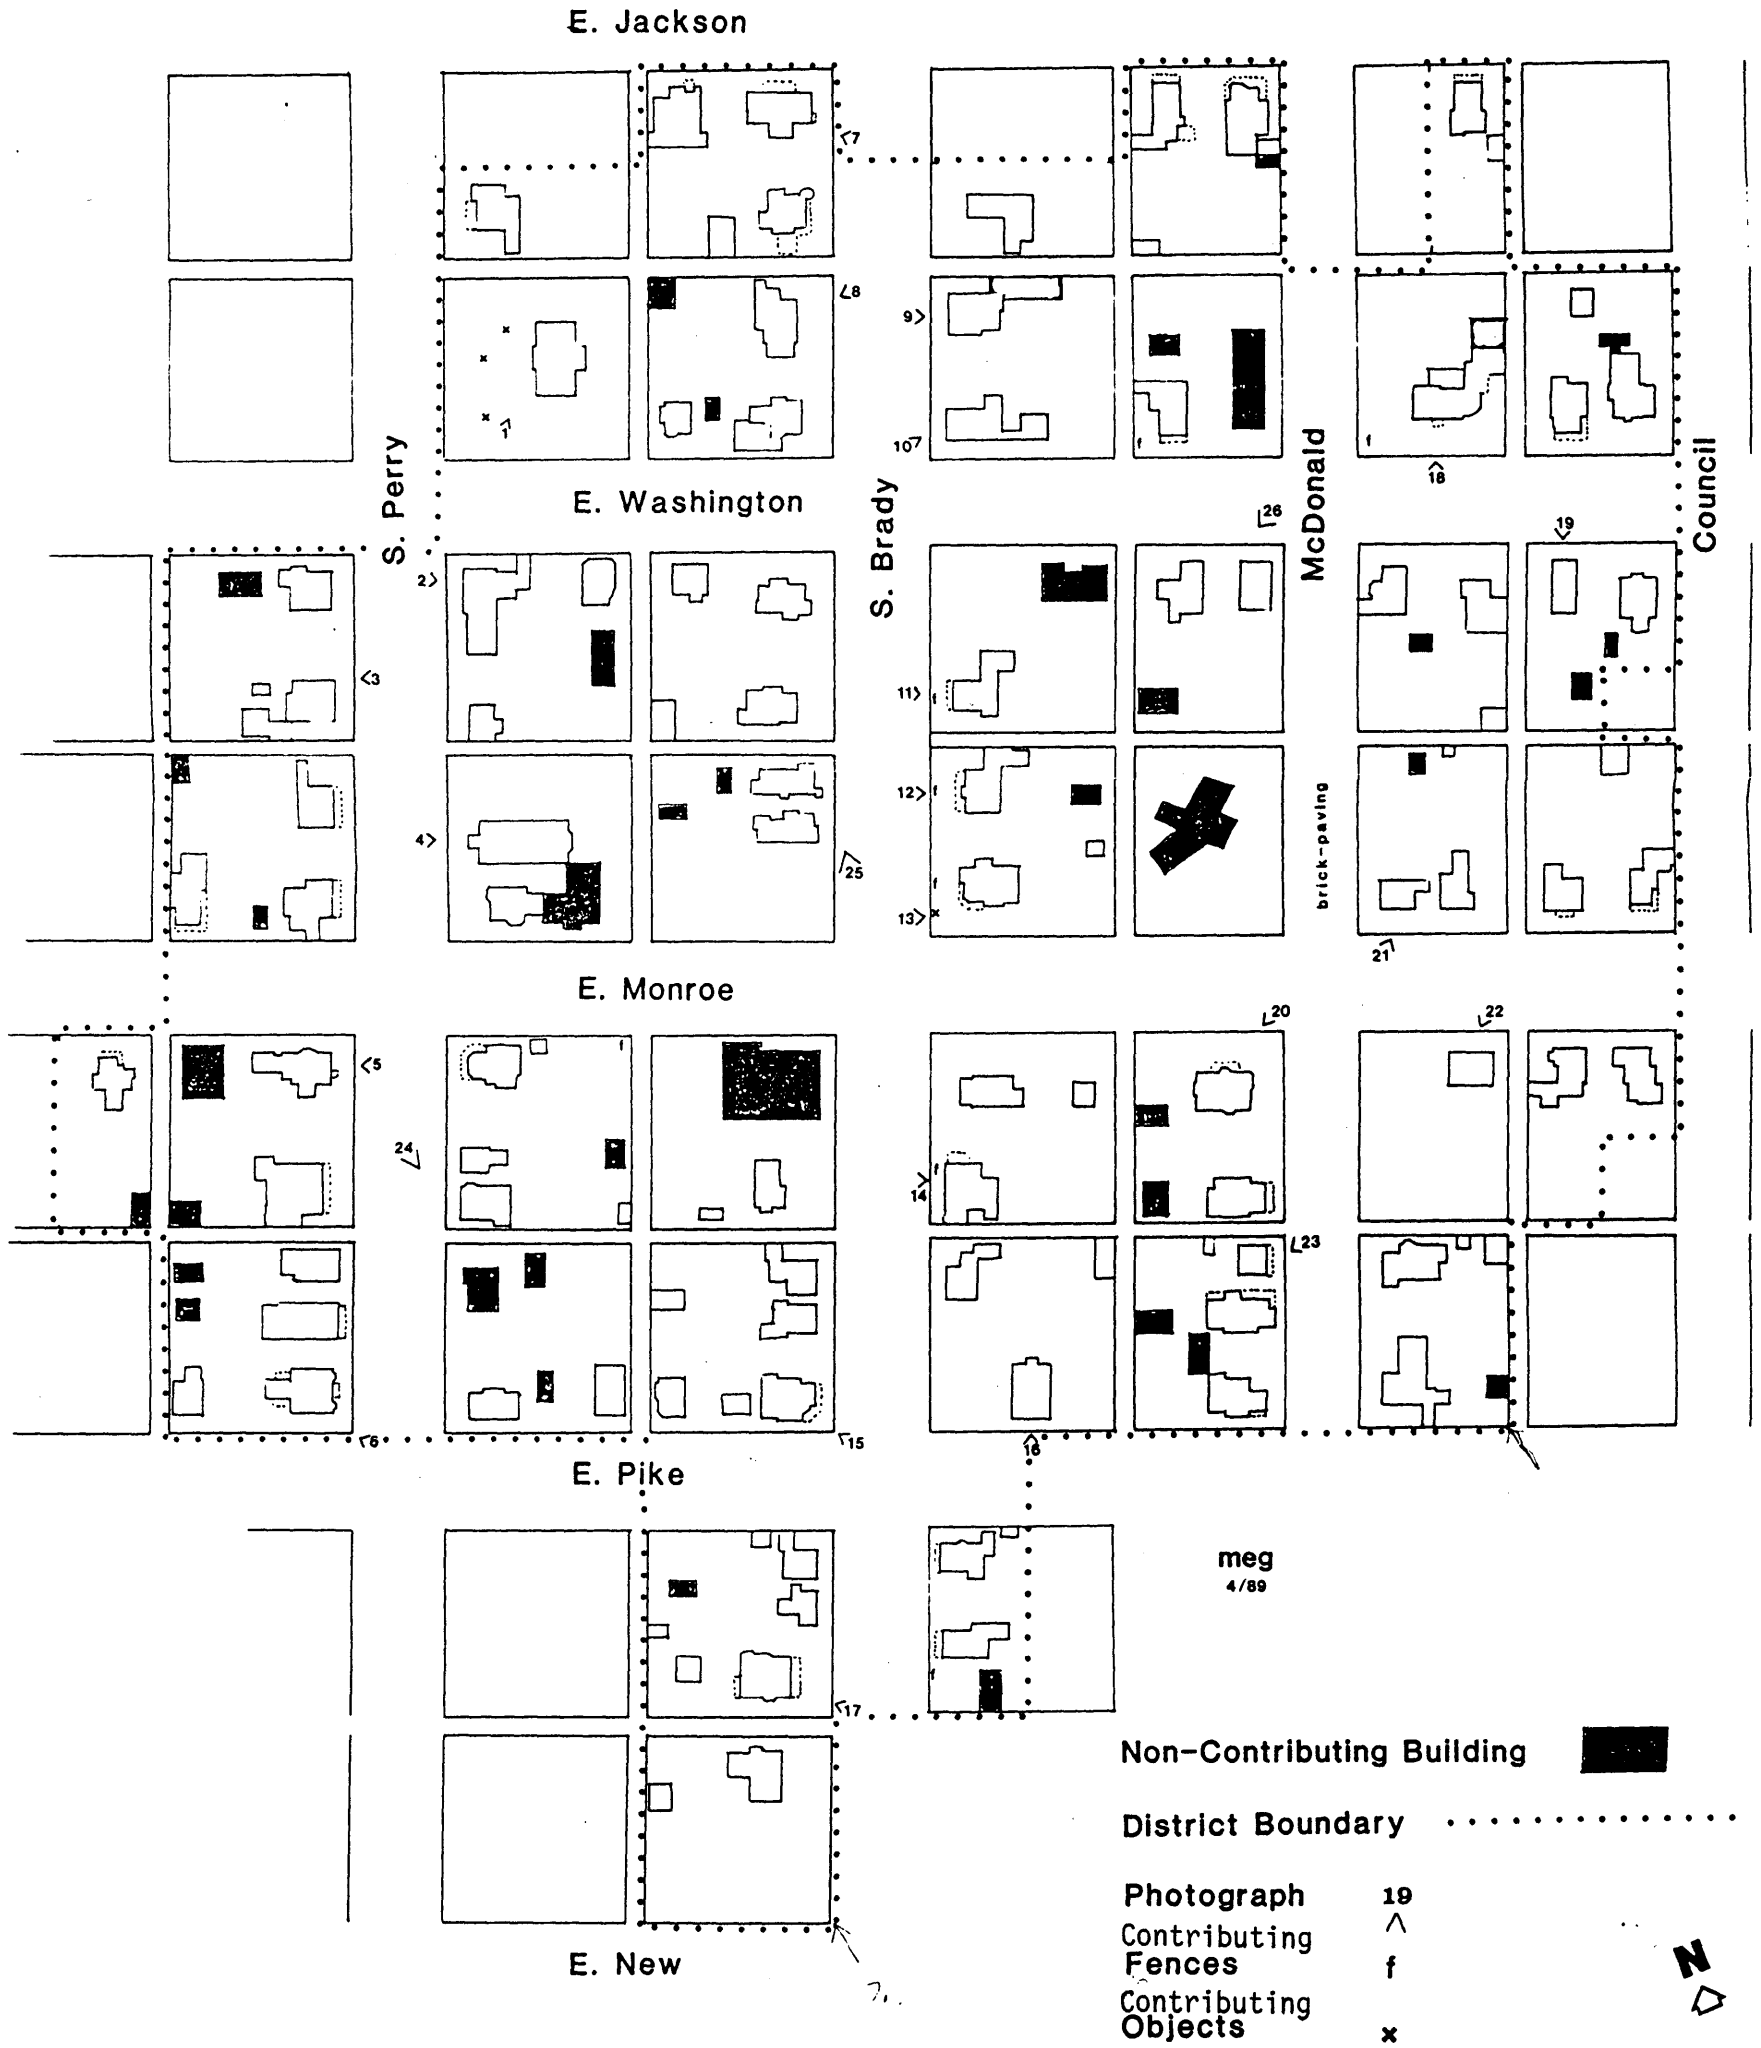 E. Jackson
<7
<8
9>
x
x
x
1
10
f
f
18
S. Perry
E. Washington
S. Brady
McDonald
Council
26
19
2>
<3
11>
f
4>
12>
f
25
f
13>
x
brick-paving
21
E. Monroe
20
22
<5
f
24
f
14
23
6
15
16
E. Pike
meg
4/89
f
17
Non-Contributing Building
District Boundary
Photograph 19
^
Contributing
Fences f
Contributing
Objects x
E. New
N